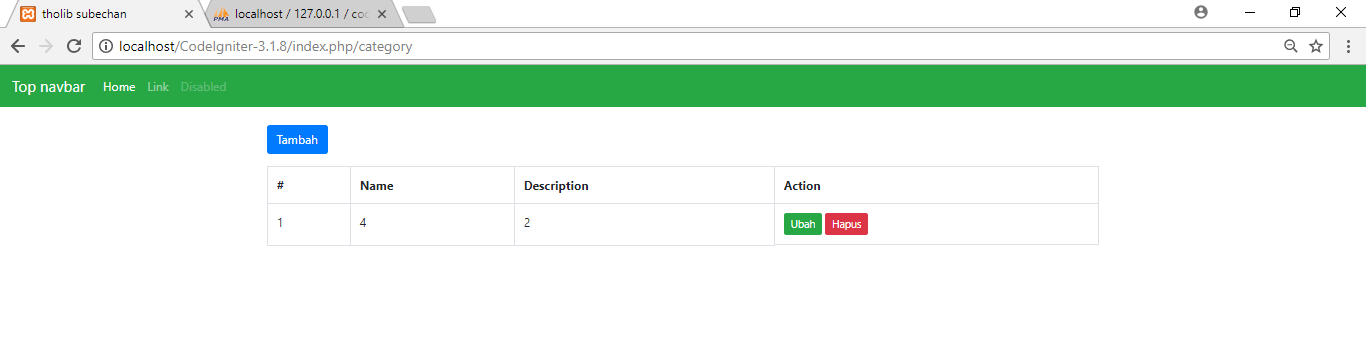 tholib subechan localhost / 127.0.0.1 / coc
localhost/CodeIgniter-3.1.8/index.php/category
Top navbar Home Link Disabled
Tambah
# Name Description Action
1 4 2 Ubah Hapus